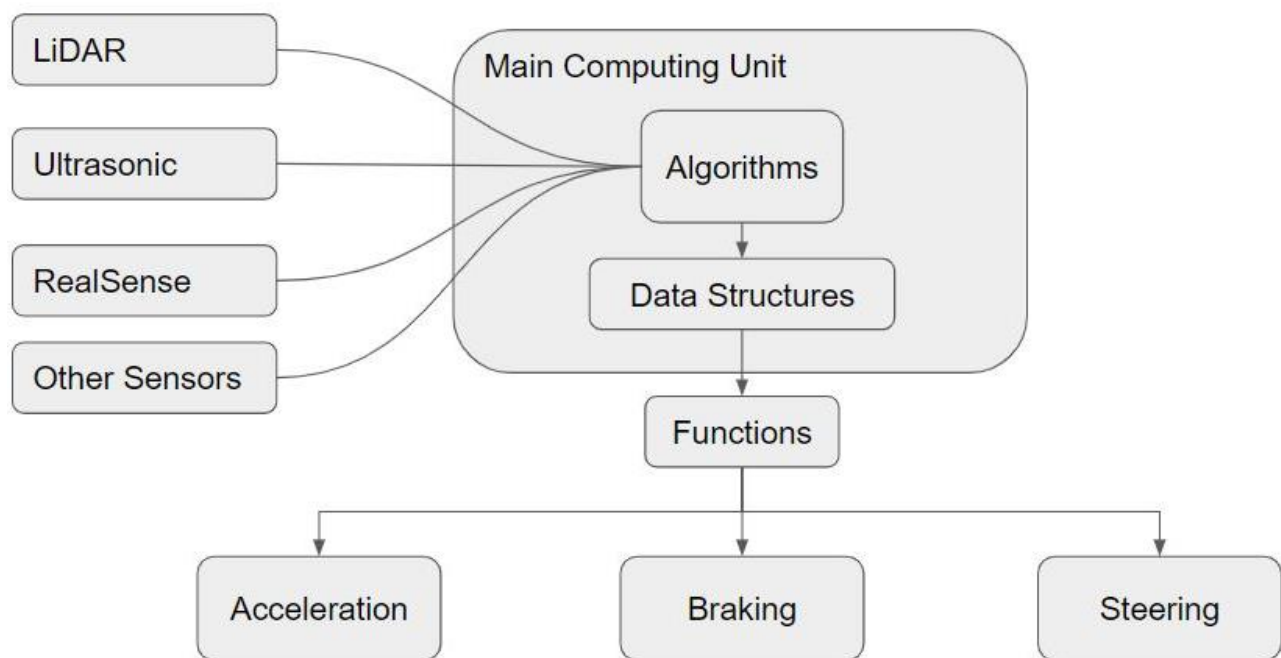 LiDAR
Ultrasonic
RealSense
Other Sensors
Main Computing Unit
Algorithms
Data Structures
Functions
Acceleration
Braking
Steering